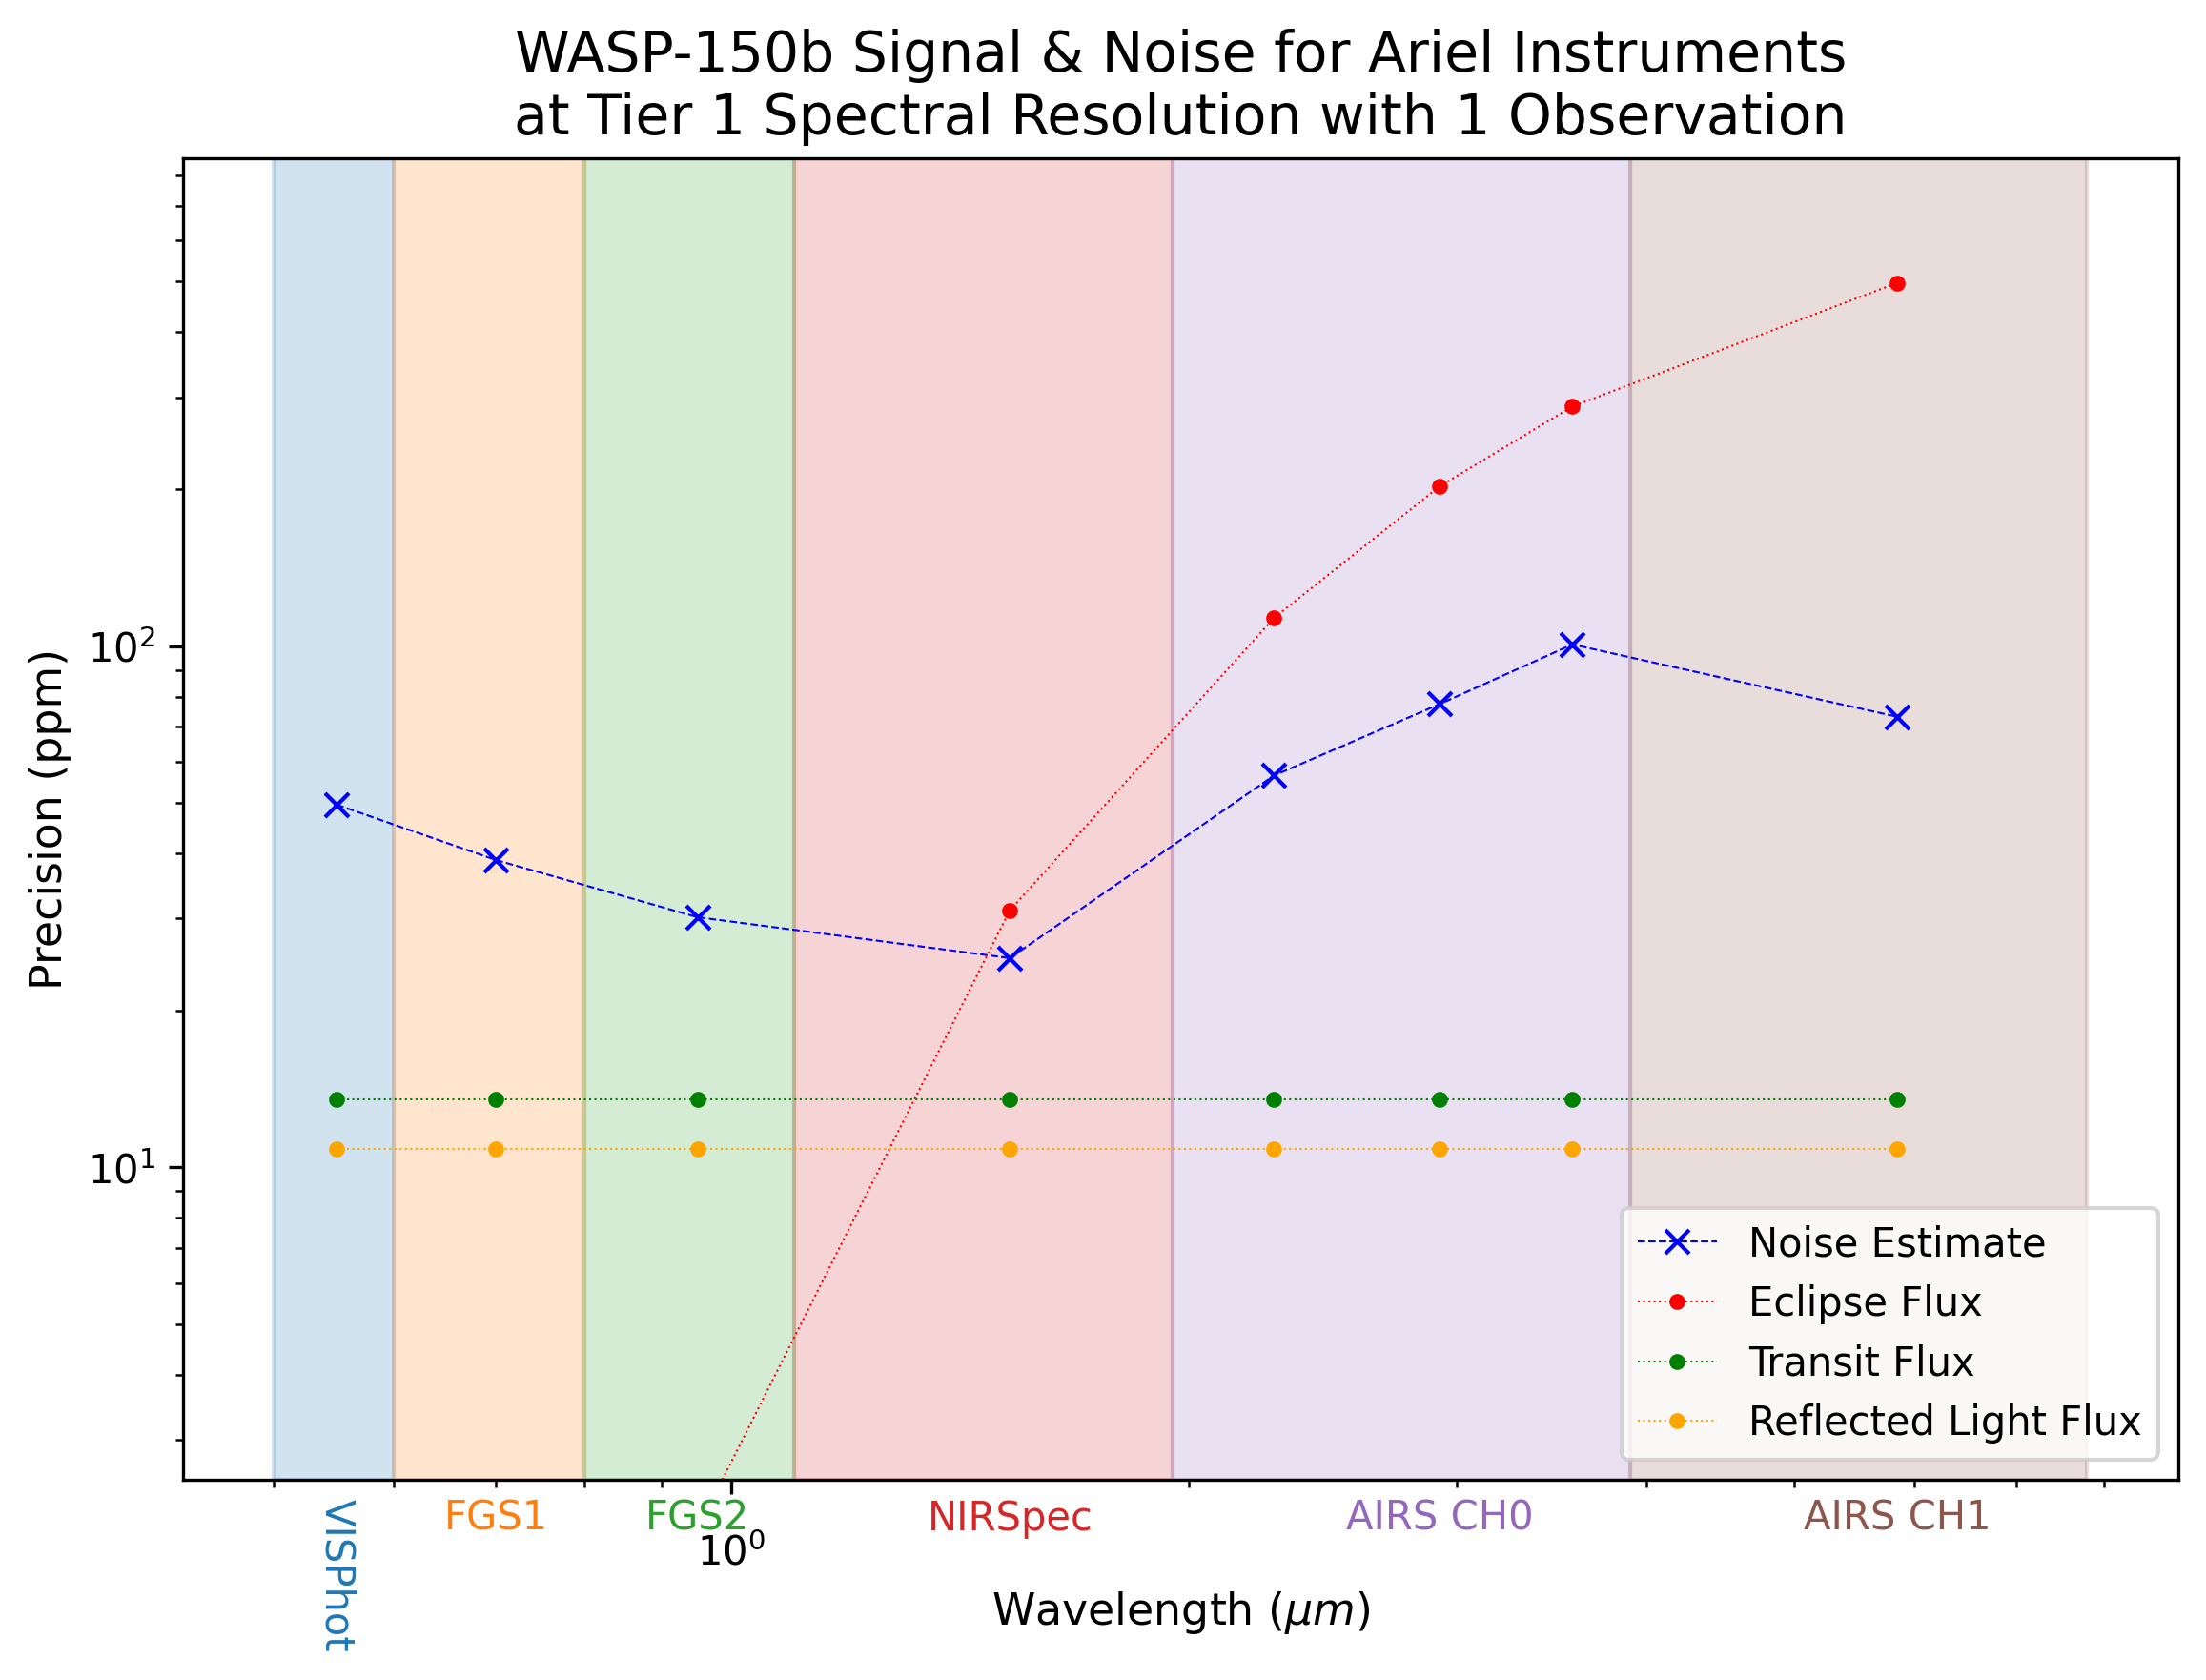 WASP-150b Signal & Noise for Ariel Instruments
at Tier 1 Spectral Resolution with 1 Observation
Precision (ppm)
10²
10¹
Noise Estimate
Eclipse Flux
Transit Flux
Reflected Light Flux
VISPhot
FGS1
FGS2
NIRSpec
AIRS CH0
AIRS CH1
10⁰
Wavelength (μm)